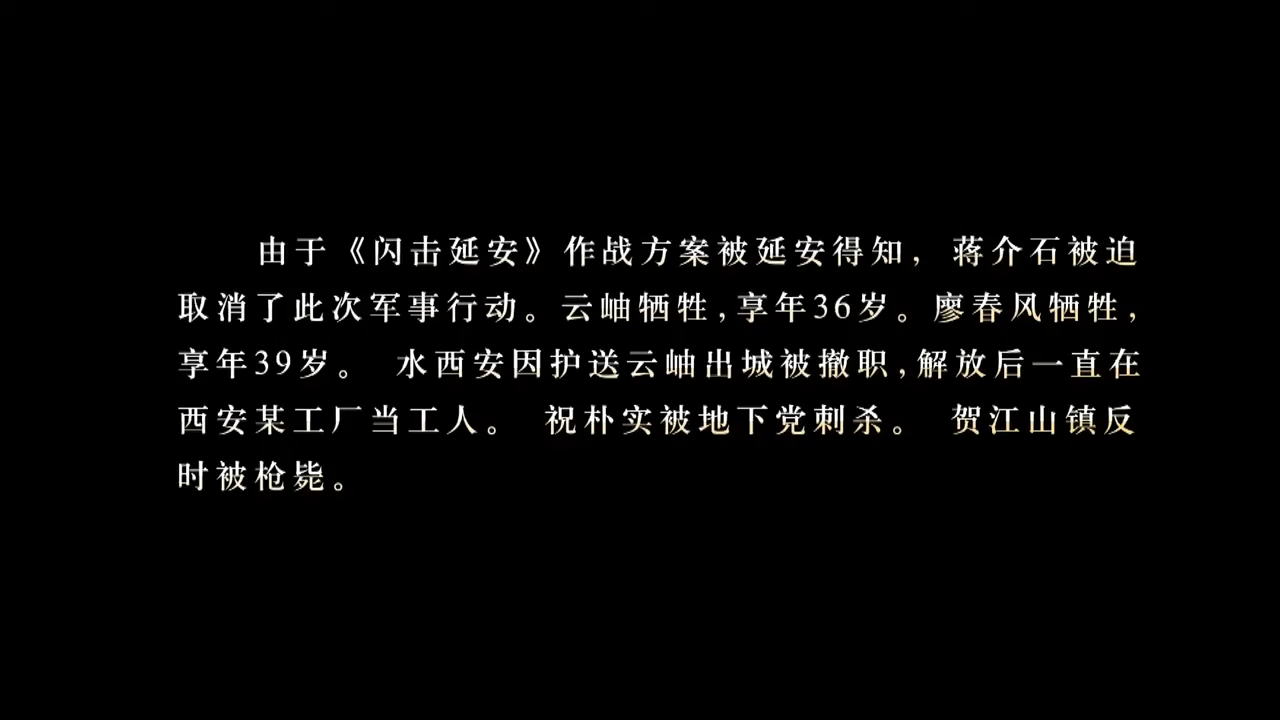 由于《闪击延安》作战方案被延安得知，蒋介石被迫
取消了此次军事行动。云岫牺牲,享年36岁。廖春风牺牲,
享年39岁。 水西安因护送云岫出城被撤职,解放后一直在
西安某工厂当工人。 祝朴实被地下党刺杀。 贺江山镇反
时被枪毙。